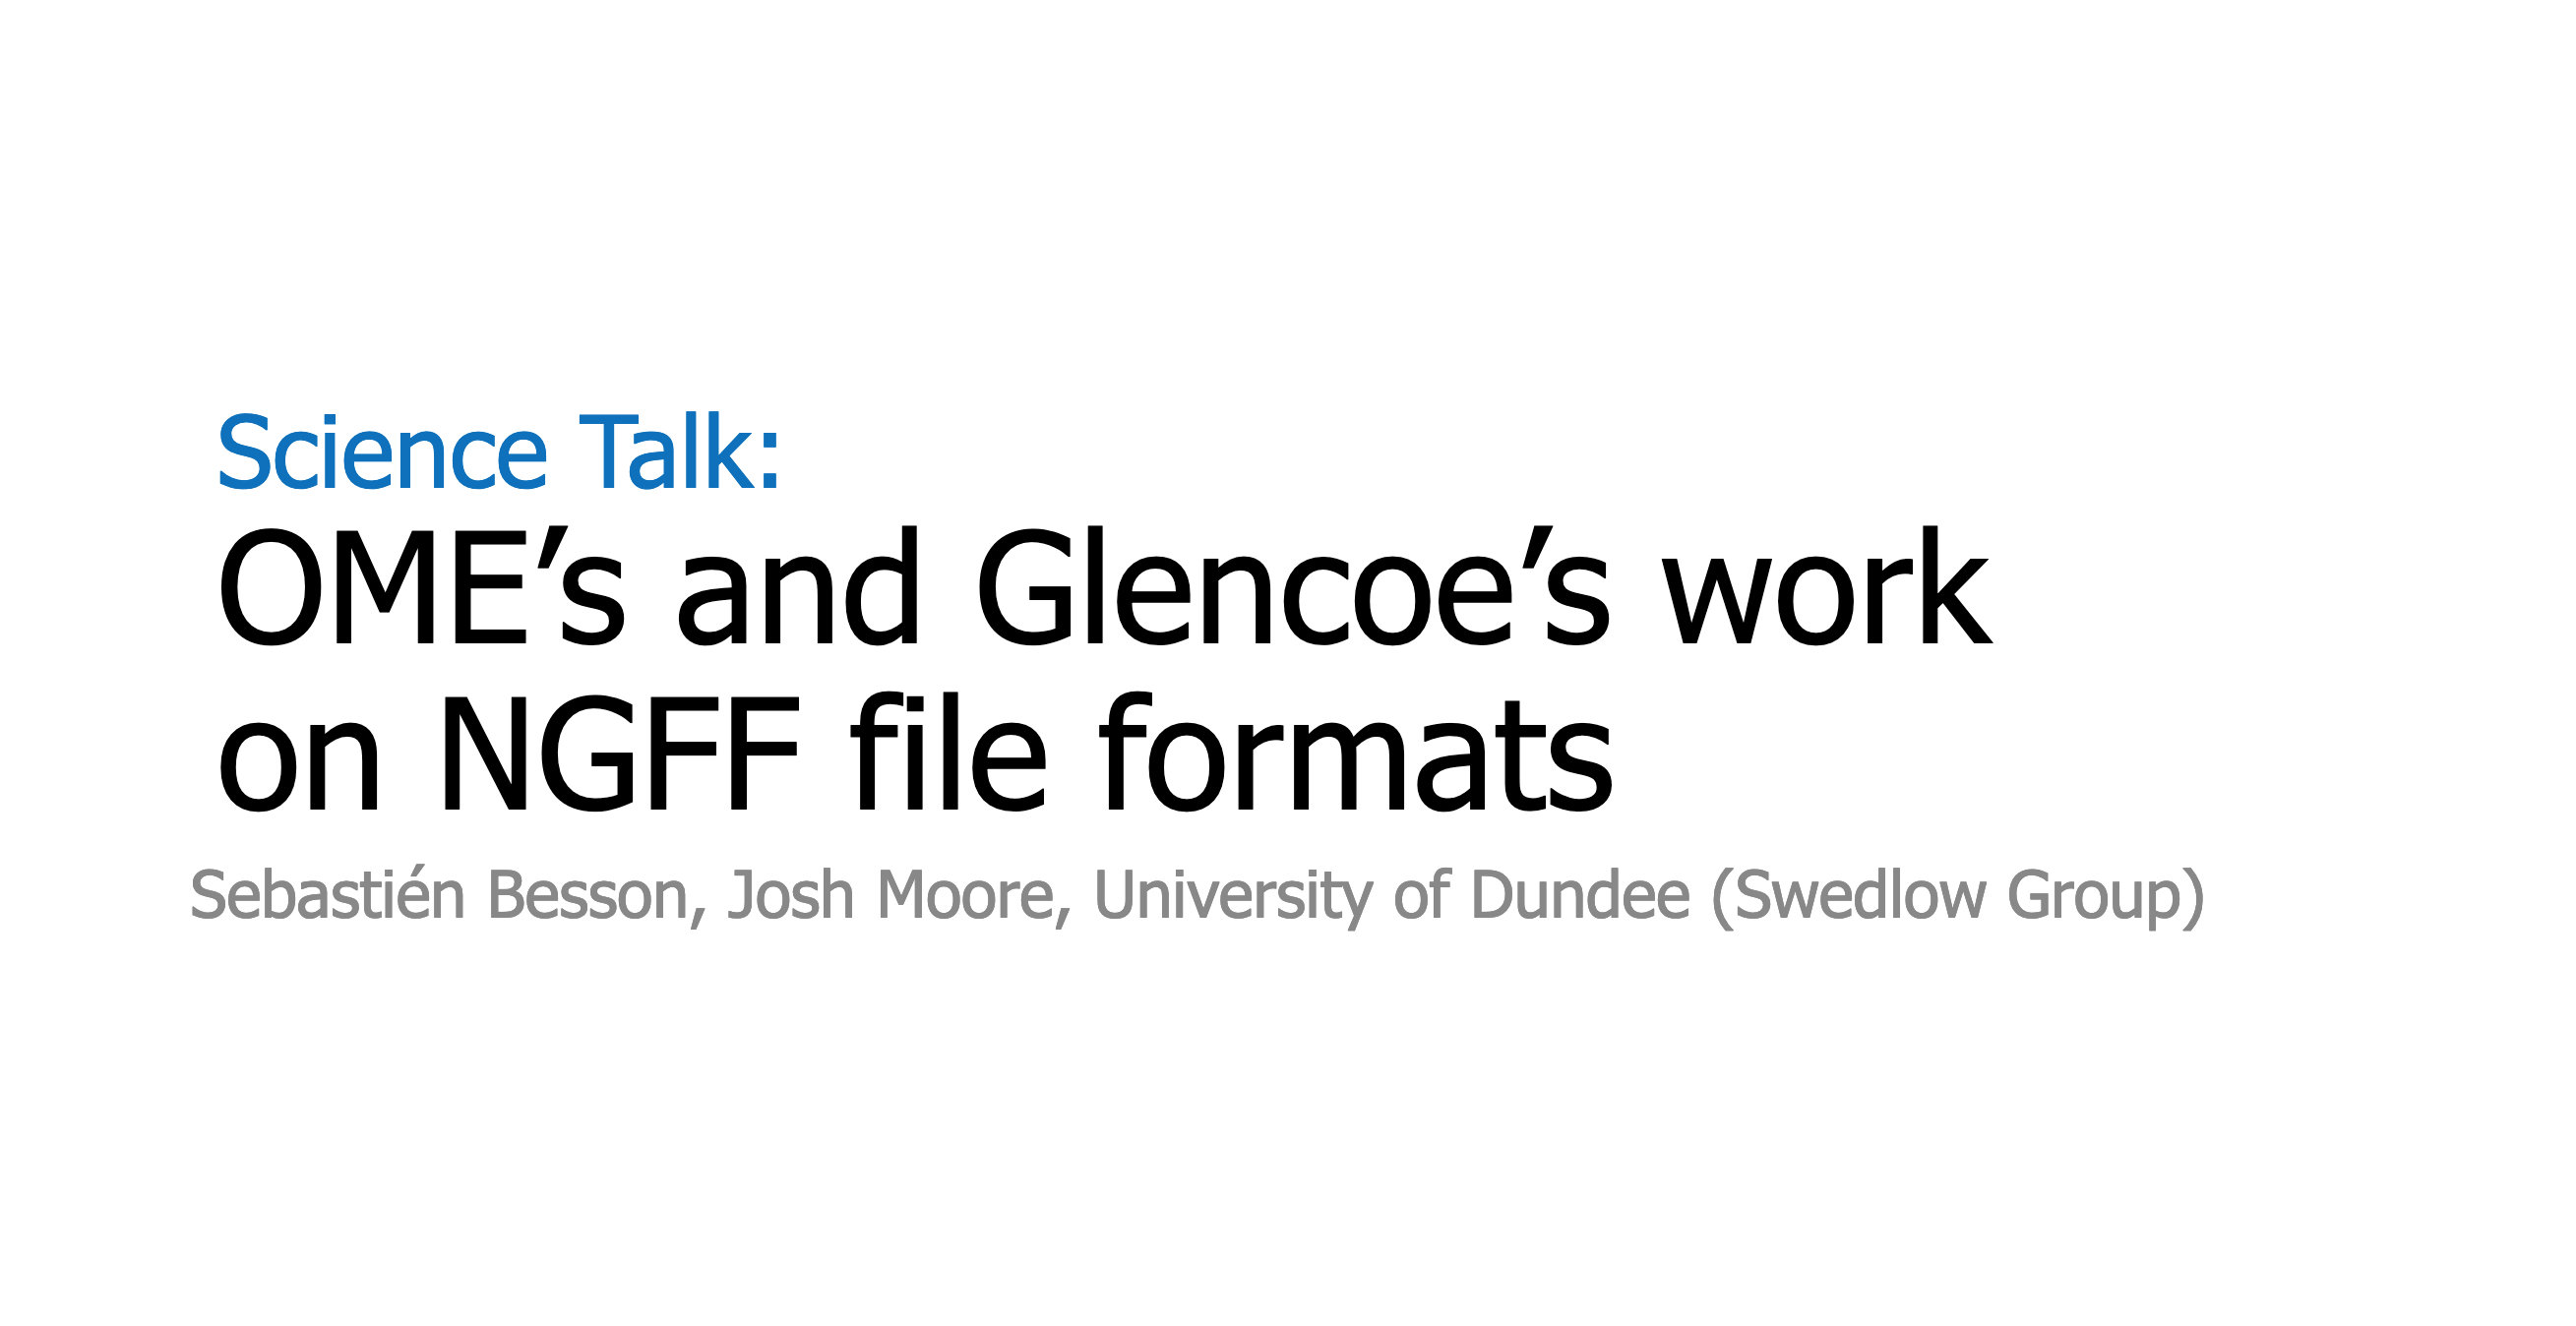 Science Talk:
OME’s and Glencoe’s work
on NGFF file formats
Sebastién Besson, Josh Moore, University of Dundee (Swedlow Group)